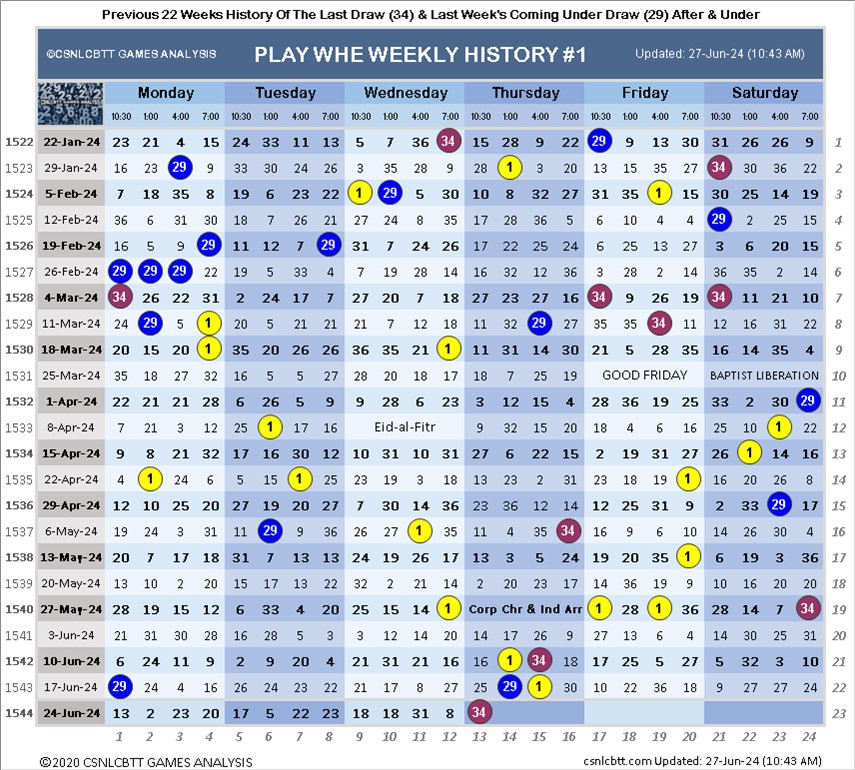 Previous 22 Weeks History Of The Last Draw (34) & Last Week's Coming Under Draw (29) After & Under
©CSNLCBTT GAMES ANALYSIS PLAY WHE WEEKLY HISTORY #1 Updated: 27-Jun-24 (10:43 AM)
Monday Tuesday Wednesday Thursday Friday Saturday
CSNLCBTT GAMES ANALYSIS 10:30 1:00 4:00 7:00 10:30 1:00 4:00 7:00 10:30 1:00 4:00 7:00 10:30 1:00 4:00 7:00 10:30 1:00 4:00 7:00 10:30 1:00 4:00 7:00
1522 22-Jan-24 23 21 4 15 24 33 11 13 5 7 36 34 15 28 9 22 29 9 13 30 31 26 26 9 1
1523 29-Jan-24 16 23 29 9 33 30 24 26 3 35 28 9 28 1 3 20 13 15 35 27 34 30 36 22 2
1524 5-Feb-24 7 18 35 8 19 6 23 22 1 29 5 30 10 8 32 27 31 35 1 15 30 25 14 19 3
1525 12-Feb-24 36 6 31 30 18 7 26 21 27 24 8 35 17 28 36 5 6 10 4 4 29 2 25 15 4
1526 19-Feb-24 16 5 9 29 11 12 7 29 31 7 24 26 17 22 25 24 6 25 13 27 3 6 20 15 5
1527 26-Feb-24 29 29 29 22 19 5 33 4 7 19 28 14 16 32 12 36 3 28 2 14 36 35 2 14 6
1528 4-Mar-24 34 26 22 31 2 24 17 7 27 20 7 18 27 23 27 16 34 9 26 19 34 11 21 10 7
1529 11-Mar-24 24 29 5 1 20 5 21 21 21 7 12 18 11 32 29 27 35 35 34 11 12 16 31 22 8
1530 18-Mar-24 20 15 20 1 35 20 26 26 36 35 21 1 11 31 14 30 21 5 28 35 16 14 35 4 9
1531 25-Mar-24 35 18 27 32 16 5 5 27 28 20 18 17 18 7 25 19 GOOD FRIDAY BAPTIST LIBERATION 10
1532 1-Apr-24 22 21 21 28 6 26 5 9 9 28 6 23 3 12 15 4 28 36 19 25 33 2 30 29 11
1533 8-Apr-24 7 21 3 12 25 1 17 16 Eid-al-Fitr 9 32 15 20 18 4 6 16 25 10 1 22 12
1534 15-Apr-24 9 8 21 32 17 16 30 12 10 31 10 31 27 6 22 15 2 19 31 27 26 1 14 16 13
1535 22-Apr-24 4 1 14 30 5 15 1 25 23 19 3 18 13 23 2 31 23 18 19 1 16 20 26 8 14
1536 29-Apr-24 12 10 20 25 27 19 20 27 7 30 14 36 23 36 12 14 12 15 31 9 2 33 29 17 15
1537 6-May-24 19 24 3 31 11 29 9 36 26 27 1 35 11 4 35 34 16 9 6 10 14 26 30 4 16
1538 13-May-24 20 7 17 18 31 7 13 13 24 19 26 17 13 3 5 24 19 20 35 1 6 19 3 36 17
1539 20-May-24 13 10 2 20 15 17 13 22 32 2 21 14 2 20 23 17 14 36 19 9 10 16 20 20 18
1540 27-May-24 28 19 15 12 6 33 4 20 25 15 14 1 Corp Chr & Ind Arr 1 28 1 36 28 14 7 34 19
1541 3-Jun-24 21 31 30 28 16 28 5 3 3 12 14 20 14 17 26 9 27 13 6 4 14 30 25 31 20
1542 10-Jun-24 6 24 11 9 2 9 20 4 21 31 21 16 16 1 34 18 17 25 5 27 5 32 3 10 21
1543 17-Jun-24 29 24 4 16 26 24 23 22 21 17 8 27 25 29 1 30 10 22 36 18 9 27 27 24 22
1544 24-Jun-24 13 2 23 20 17 5 22 23 18 18 31 8 34 23
1 2 3 4 5 6 7 8 9 10 11 12 13 14 15 16 17 18 19 20 21 22 23 24
©2020 CSNLCBTT GAMES ANALYSIS csnlcbtt.com Updated: 27-Jun-24 (10:43 AM)